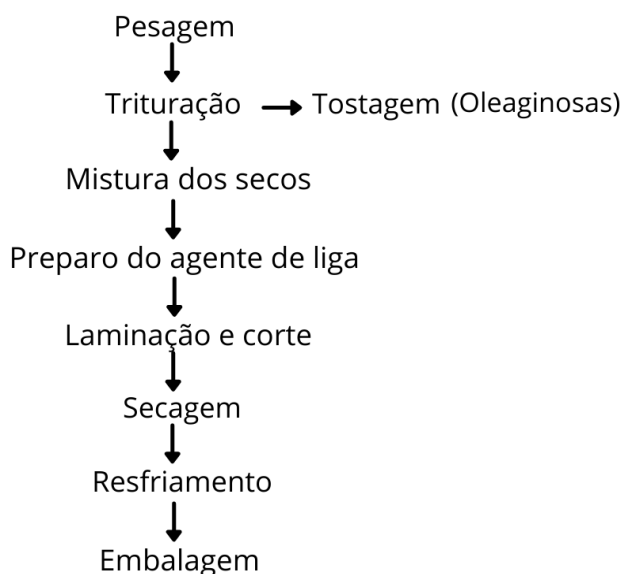 Pesagem
Trituração Tostagem (Oleaginosas)
Mistura dos secos
Preparo do agente de liga
Laminação e corte
Secagem
Resfriamento
Embalagem